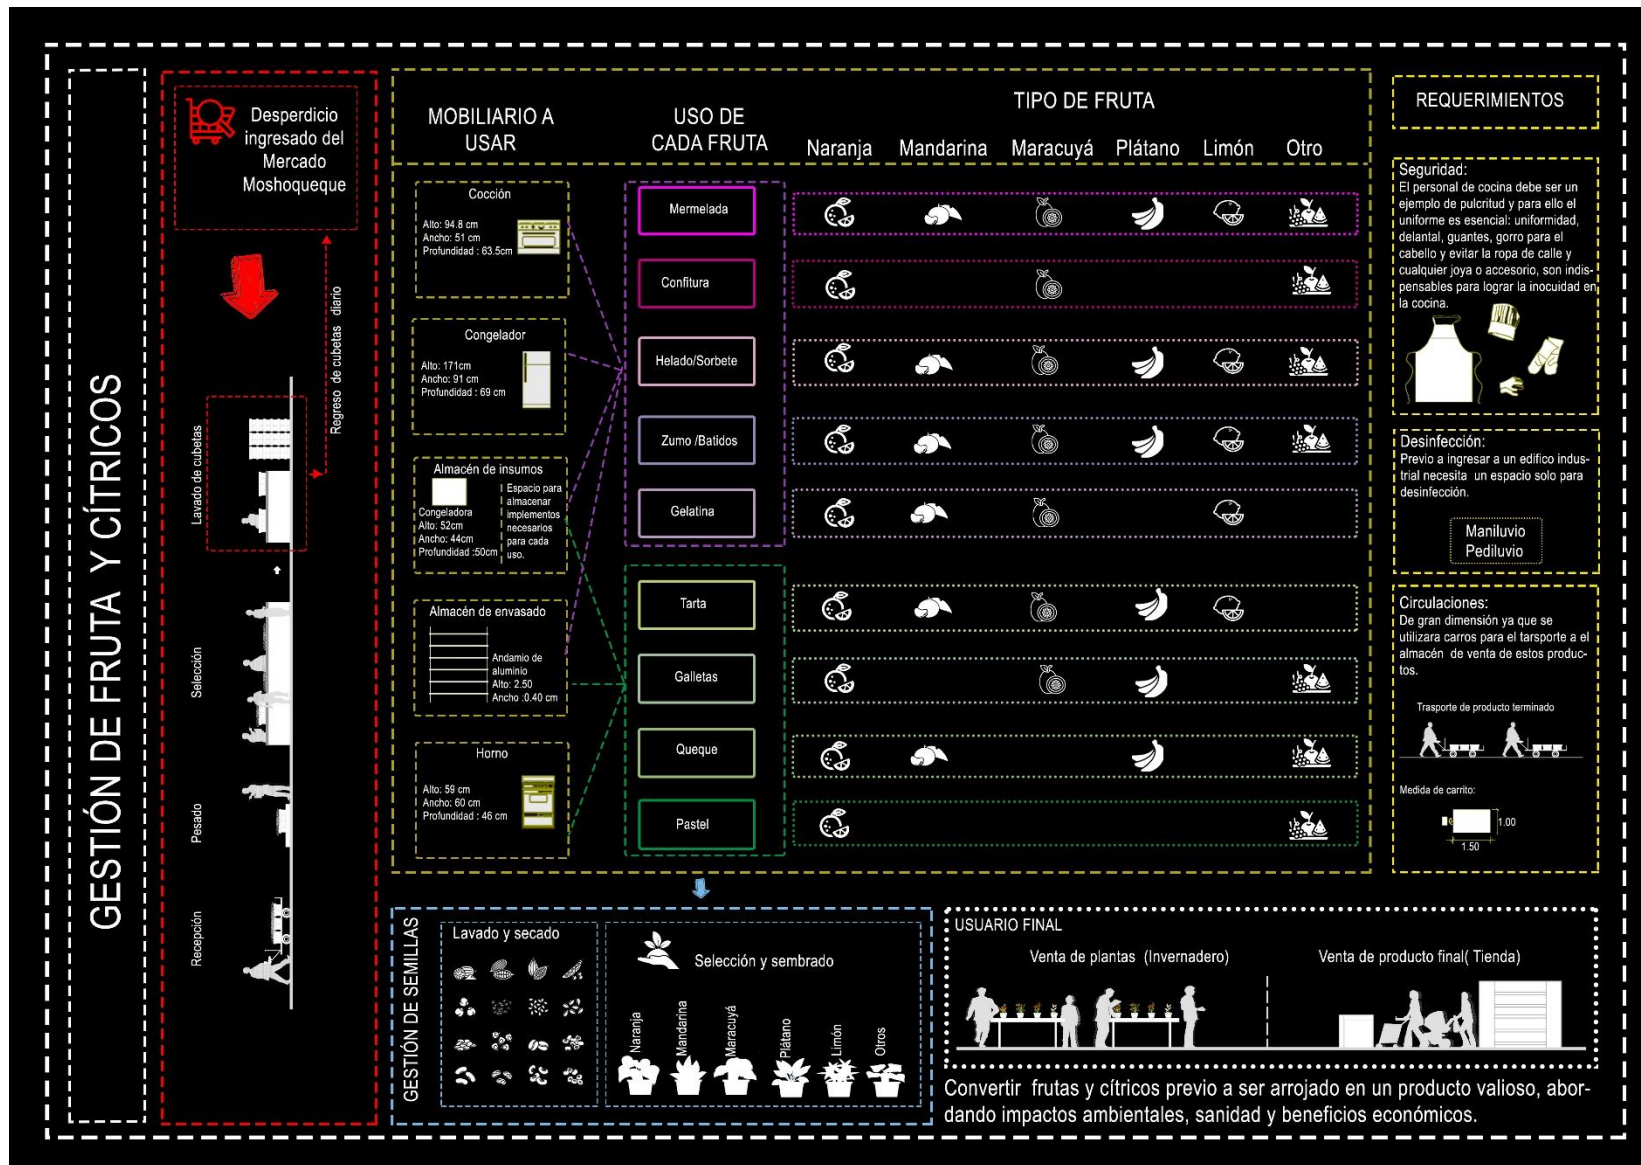 GESTIÓN DE FRUTA Y CÍTRICOS
Desperdicio
ingresado del
Mercado
Moshoqueque
Regreso de cubetas diario
Lavado de cubetas
Selección
Pesado
Recepción
MOBILIARIO A
USAR
USO DE
CADA FRUTA
TIPO DE FRUTA
Naranja Mandarina Maracuyá Plátano Limón Otro
Cocción
Alto: 94.8 cm
Ancho: 51 cm
Profundidad : 63.5cm
Congelador
Alto: 171cm
Ancho: 91 cm
Profundidad : 69 cm
Almacén de insumos
Congeladora
Alto: 52cm
Ancho: 44cm
Profundidad :50cm
Espacio para
almacenar
implementos
necesarios
para cada
uso.
Almacén de envasado
Andamio de
aluminio
Alto: 2.50
Ancho :0.40 cm
Horno
Alto: 59 cm
Ancho: 60 cm
Profundidad : 46 cm
Mermelada
Confitura
Helado/Sorbete
Zumo /Batidos
Gelatina
Tarta
Galletas
Queque
Pastel
REQUERIMIENTOS
Seguridad:
El personal de cocina debe ser un
ejemplo de pulcritud y para ello el
uniforme es esencial: uniformidad,
delantal, guantes, gorro para el
cabello y evitar la ropa de calle y
cualquier joya o accesorio, son indis-
pensables para lograr la inocuidad en
la cocina.
Desinfección:
Previo a ingresar a un edifico indus-
trial necesita un espacio solo para
desinfección.
Maniluvio
Pediluvio
Circulaciones:
De gran dimensión ya que se
utilizara carros para el tarsporte a el
almacén de venta de estos produc-
tos.
Trasporte de producto terminado
Medida de carrito:
1.00
1.50
GESTIÓN DE SEMILLAS
Lavado y secado
Selección y sembrado
Naranja
Mandarina
Maracuyá
Plátano
Limón
Otros
USUARIO FINAL
Venta de plantas (Invernadero)
Venta de producto final( Tienda)
Convertir frutas y cítricos previo a ser arrojado en un producto valioso, abor-
dando impactos ambientales, sanidad y beneficios económicos.